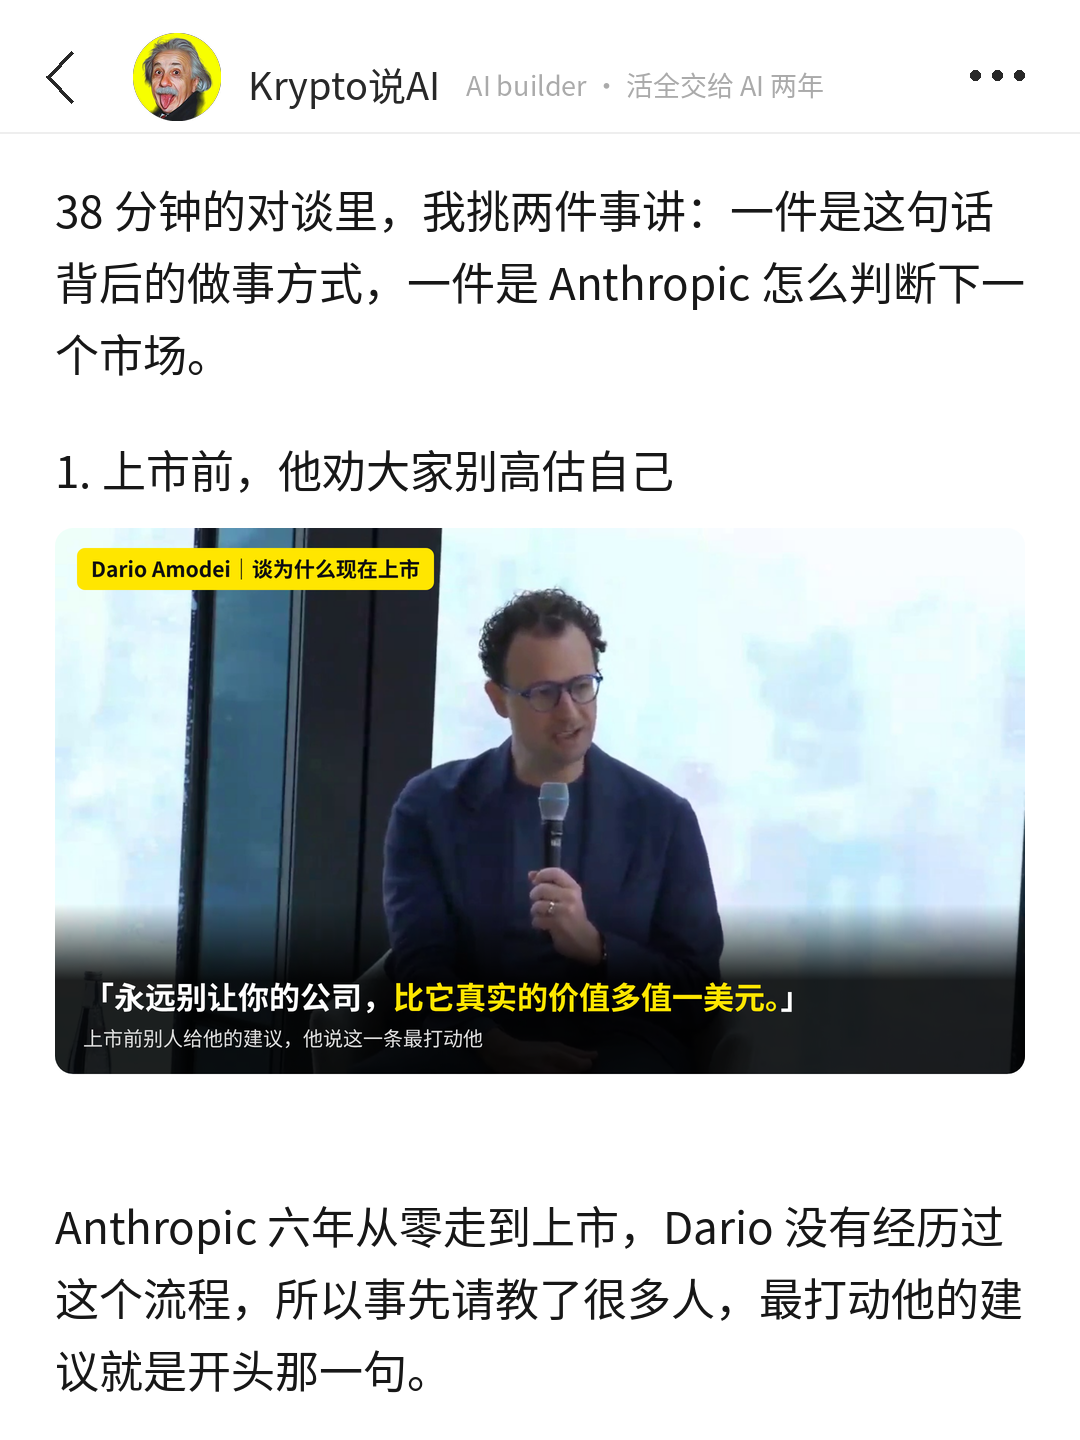 Krypto说AI AI builder · 活全交给 AI 两年
38 分钟的对谈里，我挑两件事讲：一件是这句话
背后的做事方式，一件是 Anthropic 怎么判断下一
个市场。
1. 上市前，他劝大家别高估自己
Dario Amodei｜谈为什么现在上市
「永远别让你的公司，比它真实的价值多值一美元。」
上市前别人给他的建议，他说这一条最打动他
Anthropic 六年从零走到上市，Dario 没有经历过
这个流程，所以事先请教了很多人，最打动他的建
议就是开头那一句。